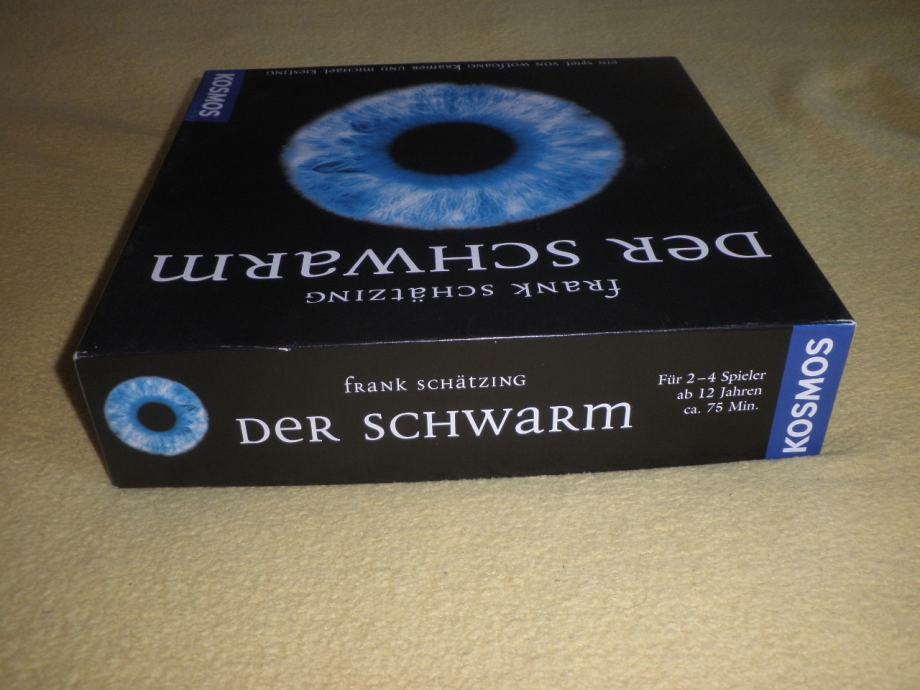 ein spiel von wolfgang kramer und michael kiesling
KOSMOS
Der Schwarm
frank schätzing
frank schätzing
Der Schwarm
Für 2–4 Spieler
ab 12 Jahren
ca. 75 Min.
KOSMOS